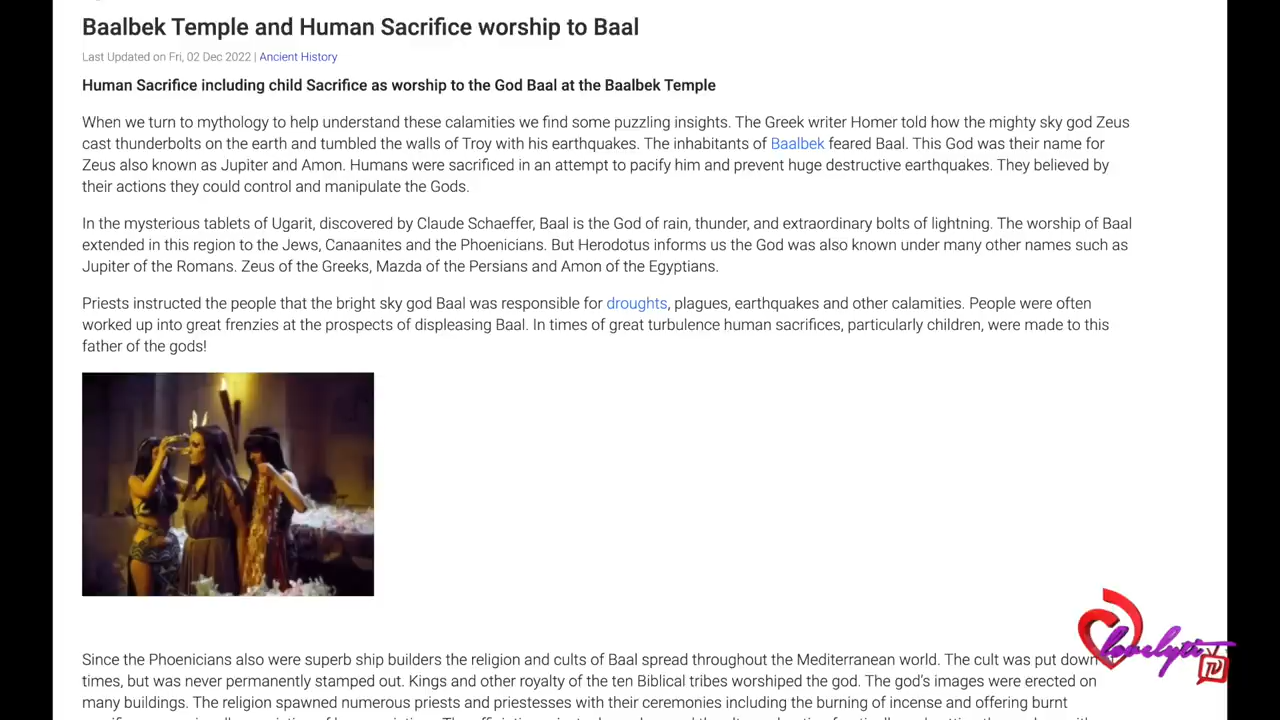 Baalbek Temple and Human Sacrifice worship to Baal
Last Updated on Fri, 02 Dec 2022 | Ancient History
Human Sacrifice including child Sacrifice as worship to the God Baal at the Baalbek Temple
When we turn to mythology to help understand these calamities we find some puzzling insights. The Greek writer Homer told how the mighty sky god Zeus
cast thunderbolts on the earth and tumbled the walls of Troy with his earthquakes. The inhabitants of Baalbek feared Baal. This God was their name for
Zeus also known as Jupiter and Amon. Humans were sacrificed in an attempt to pacify him and prevent huge destructive earthquakes. They believed by
their actions they could control and manipulate the Gods.
In the mysterious tablets of Ugarit, discovered by Claude Schaeffer, Baal is the God of rain, thunder, and extraordinary bolts of lightning. The worship of Baal
extended in this region to the Jews, Canaanites and the Phoenicians. But Herodotus informs us the God was also known under many other names such as
Jupiter of the Romans. Zeus of the Greeks, Mazda of the Persians and Amon of the Egyptians.
Priests instructed the people that the bright sky god Baal was responsible for droughts, plagues, earthquakes and other calamities. People were often
worked up into great frenzies at the prospects of displeasing Baal. In times of great turbulence human sacrifices, particularly children, were made to this
father of the gods!
Since the Phoenicians also were superb ship builders the religion and cults of Baal spread throughout the Mediterranean world. The cult was put down at
times, but was never permanently stamped out. Kings and other royalty of the ten Biblical tribes worshiped the god. The god's images were erected on
many buildings. The religion spawned numerous priests and priestesses with their ceremonies including the burning of incense and offering burnt
lovelyti TV